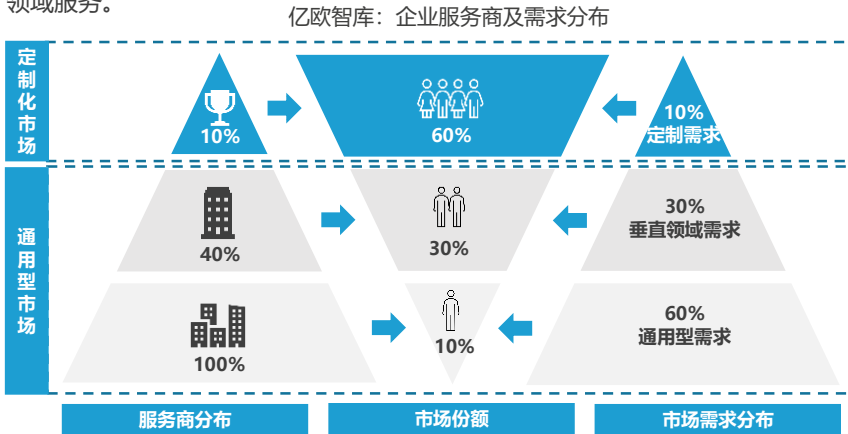 领域服务。
亿欧智库：企业服务商及需求分布
定制化市场
10%
60%
10%
定制需求
通用型市场
40%
30%
30%
垂直领域需求
100%
10%
60%
通用型需求
服务商分布
市场份额
市场需求分布